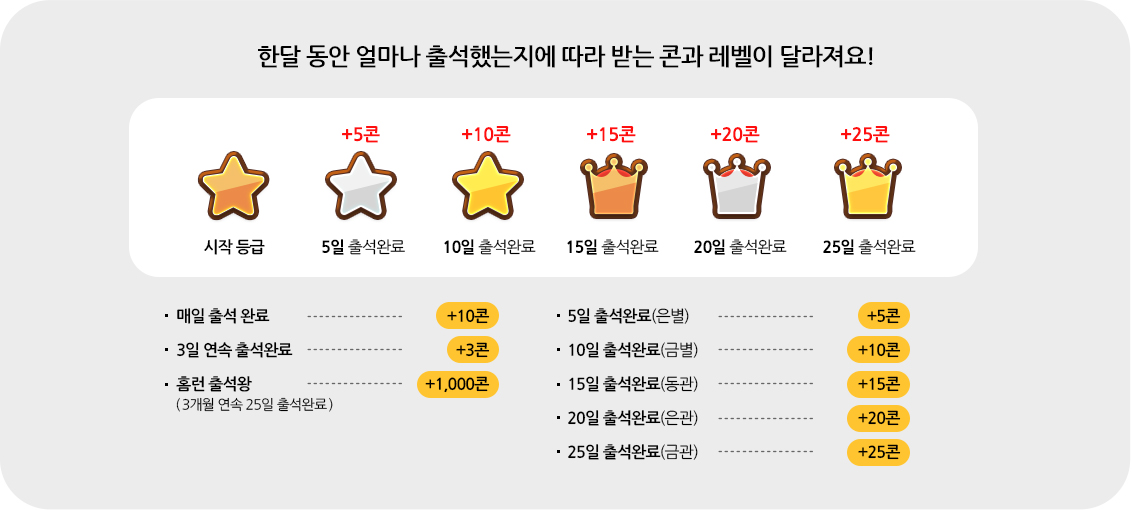 한달 동안 얼마나 출석했는지에 따라 받는 콘과 레벨이 달라져요!
+5콘 +10콘 +15콘 +20콘 +25콘
시작 등급 5일 출석완료 10일 출석완료 15일 출석완료 20일 출석완료 25일 출석완료
· 매일 출석 완료 +10콘
· 3일 연속 출석완료 +3콘
· 홈런 출석왕 +1,000콘
( 3개월 연속 25일 출석완료 )
· 5일 출석완료(은별) +5콘
· 10일 출석완료(금별) +10콘
· 15일 출석완료(동관) +15콘
· 20일 출석완료(은관) +20콘
· 25일 출석완료(금관) +25콘